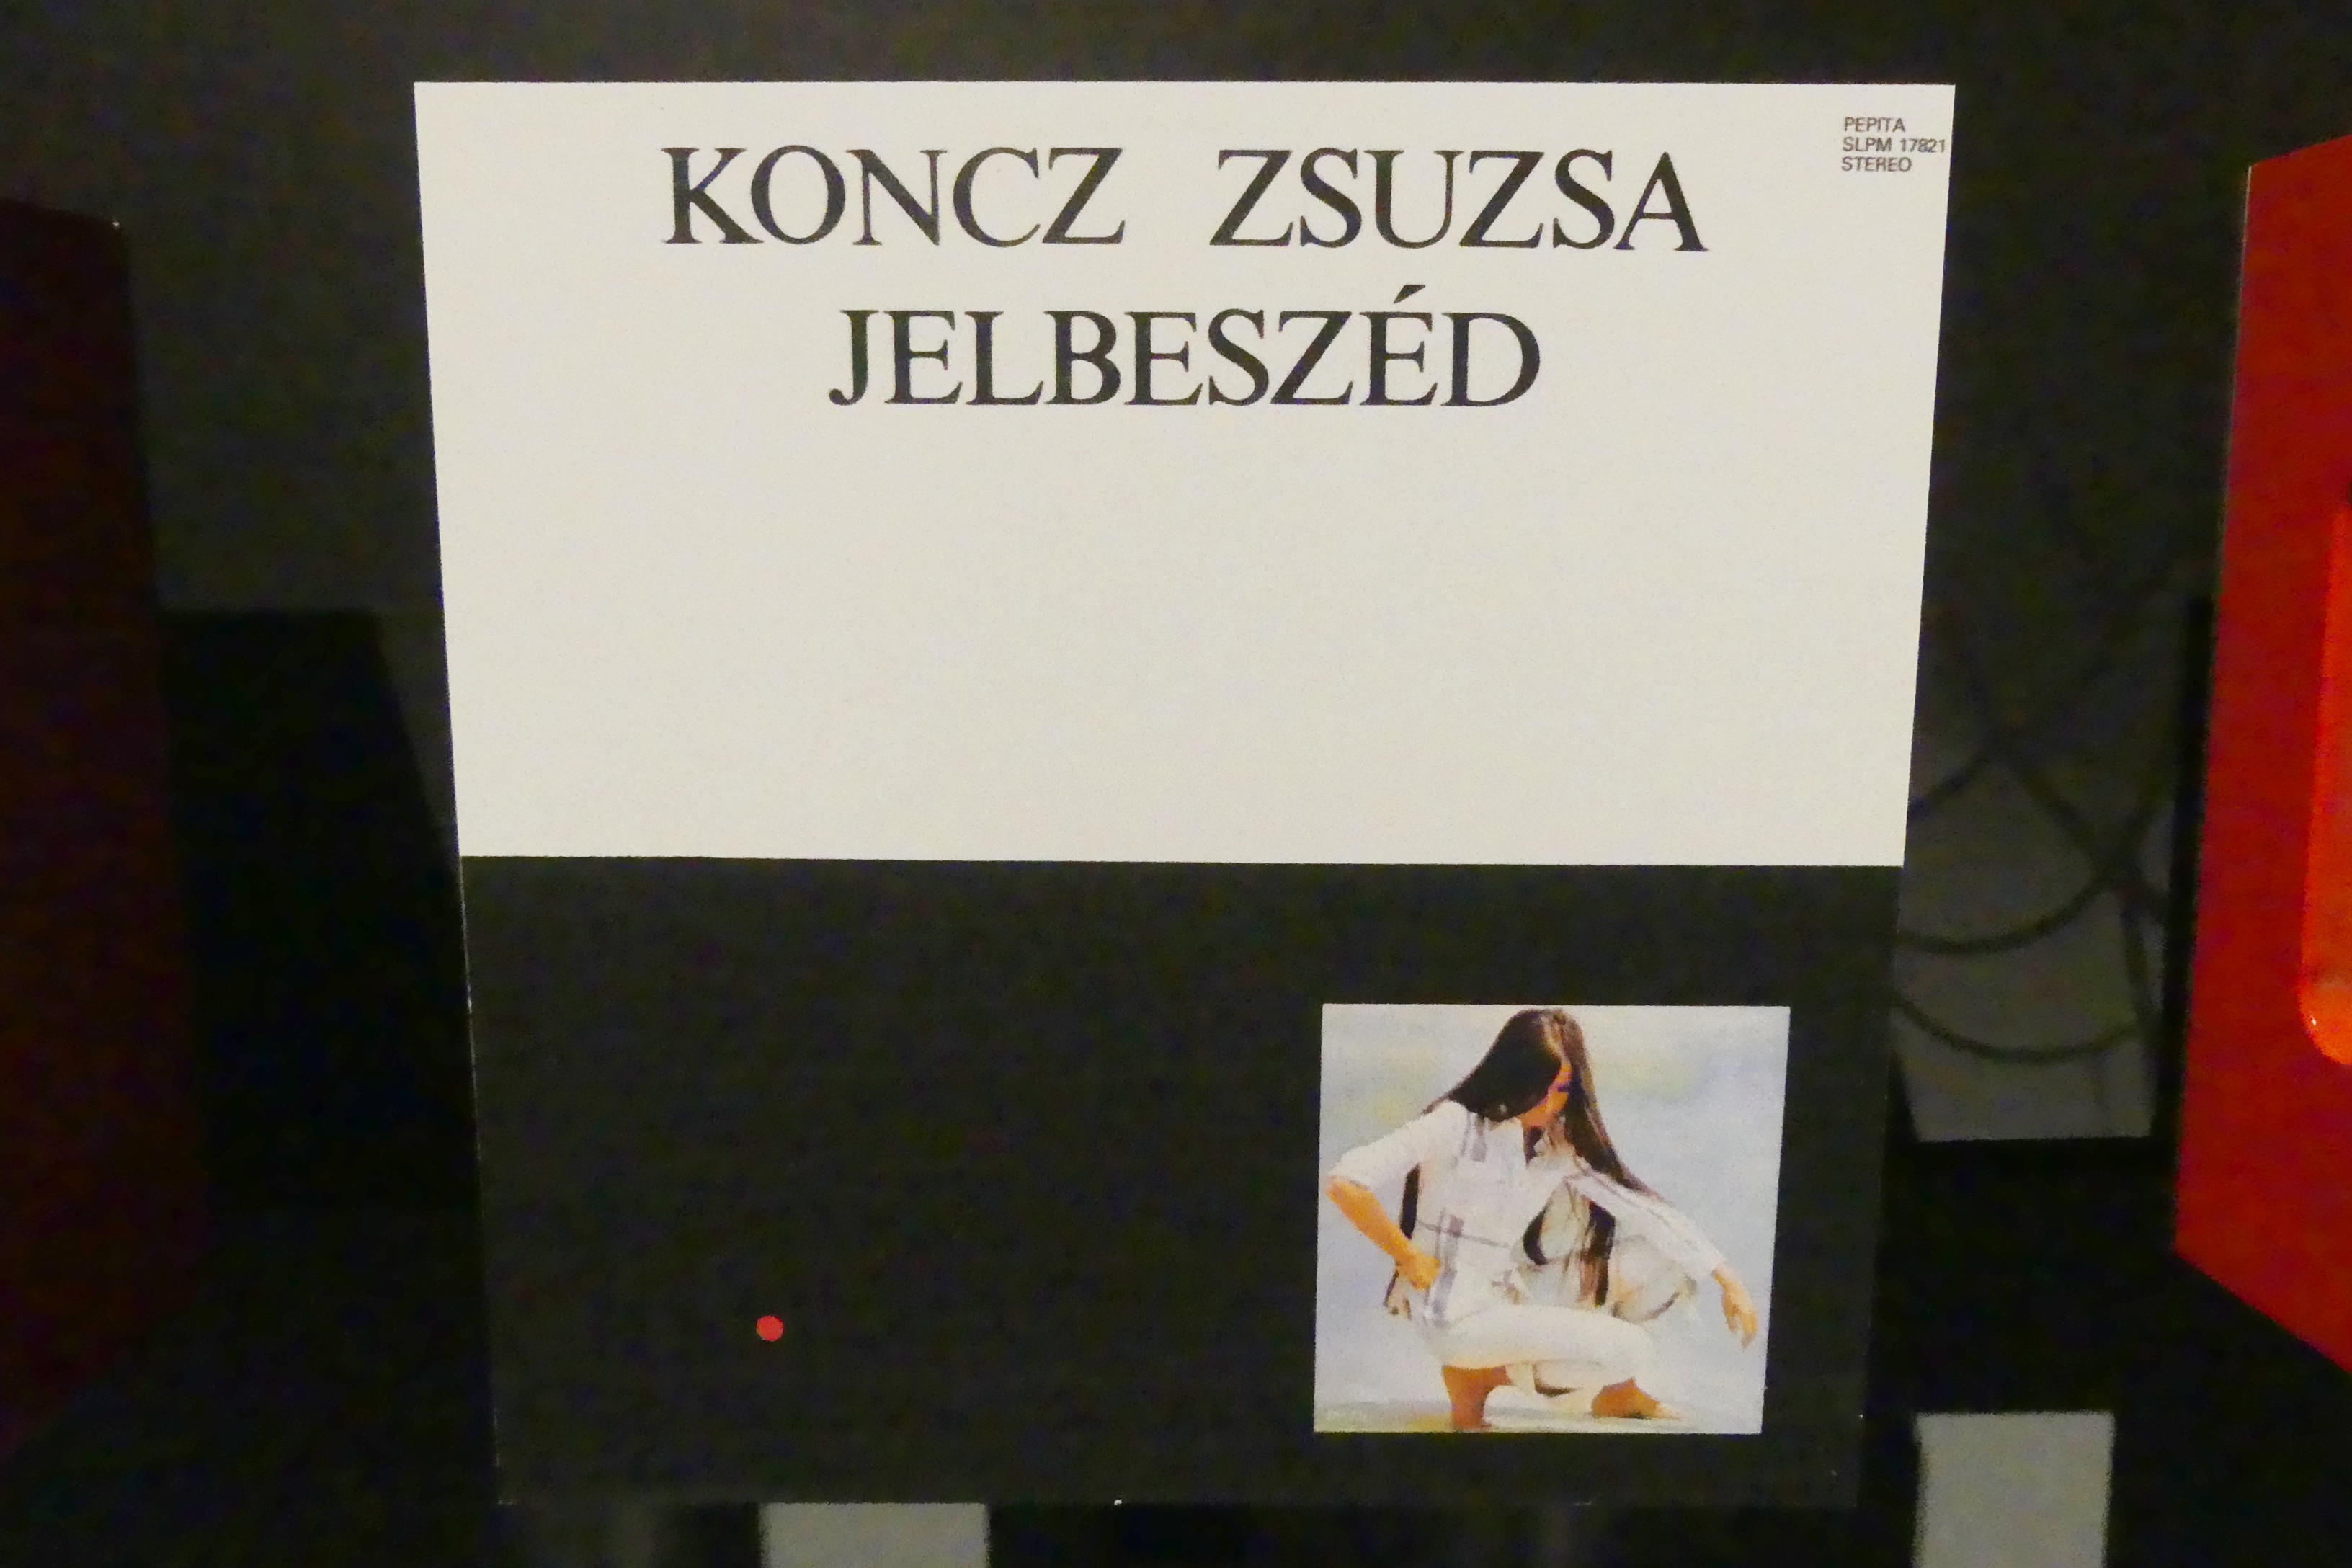 KONCZ ZSUZSA
JELBESZÉD
PEPITA
SLPM 17821
STEREO